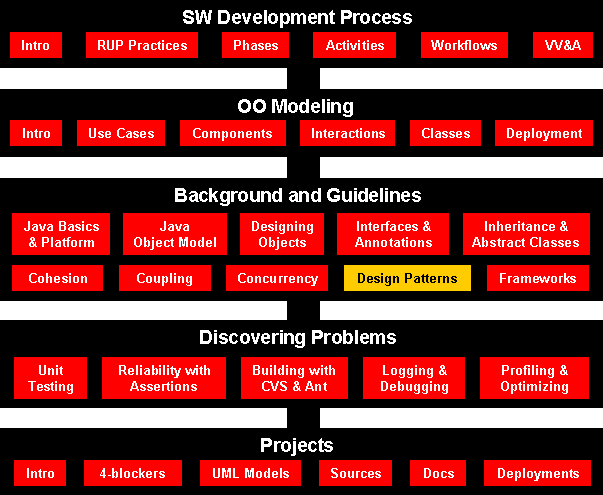 SW Development Process
Intro
RUP Practices
Phases
Activities
Workflows
VV&A
OO Modeling
Intro
Use Cases
Components
Interactions
Classes
Deployment
Background and Guidelines
Java Basics
& Platform
Java
Object Model
Designing
Objects
Interfaces &
Annotations
Inheritance &
Abstract Classes
Cohesion
Coupling
Concurrency
Design Patterns
Frameworks
Discovering Problems
Unit
Testing
Reliability with
Assertions
Building with
CVS & Ant
Logging &
Debugging
Profiling &
Optimizing
Projects
Intro
4-blockers
UML Models
Sources
Docs
Deployments